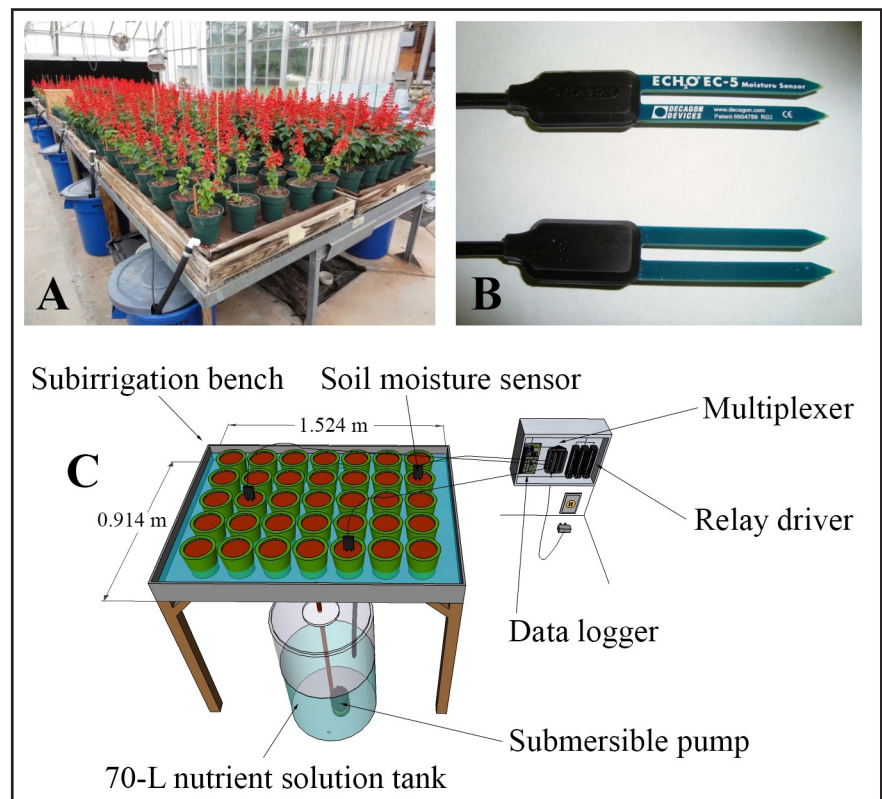 A
ECH₂O EC-5 Moisture Sensor
DECAGON
DEVICES
www.decagon.com
Patent 6904789 R02 CE
DECAGON
B
Subirrigation bench
Soil moisture sensor
Multiplexer
1.524 m
C
0.914 m
Relay driver
Data logger
Submersible pump
70-L nutrient solution tank